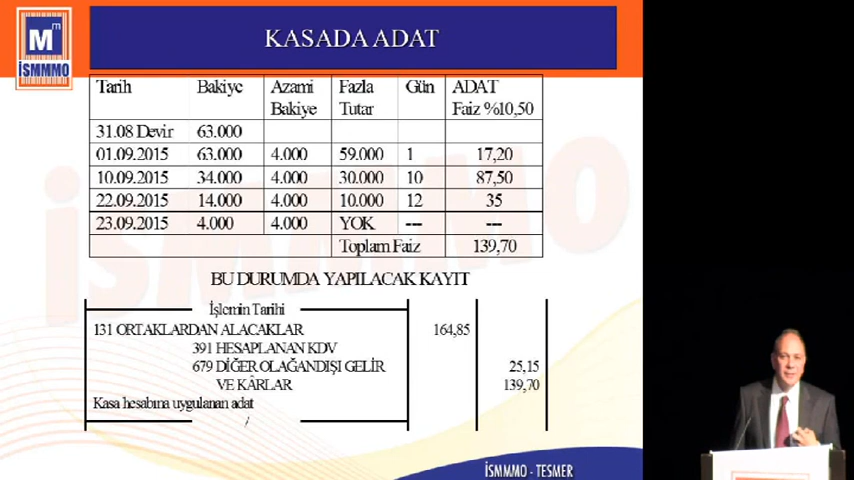 M m
İSMMMO
KASADA ADAT
Tarih Bakiye Azami Bakiye Fazla Tutar Gün ADAT Faiz %10,50
31.08 Devir 63.000
01.09.2015 63.000 4.000 59.000 1 17,20
10.09.2015 34.000 4.000 30.000 10 87,50
22.09.2015 14.000 4.000 10.000 12 35
23.09.2015 4.000 4.000 YOK --- ---
Toplam Faiz 139,70
BU DURUMDA YAPILACAK KAYIT
İşlemin Tarihi
131 ORTAKLARDAN ALACAKLAR 164,85
391 HESAPLANAN KDV
679 DİĞER OLAĞANDIŞI GELİR 25,15
VE KÂRLAR 139,70
Kasa hesabına uygulanan adat
/
İSMMMO - TESMER